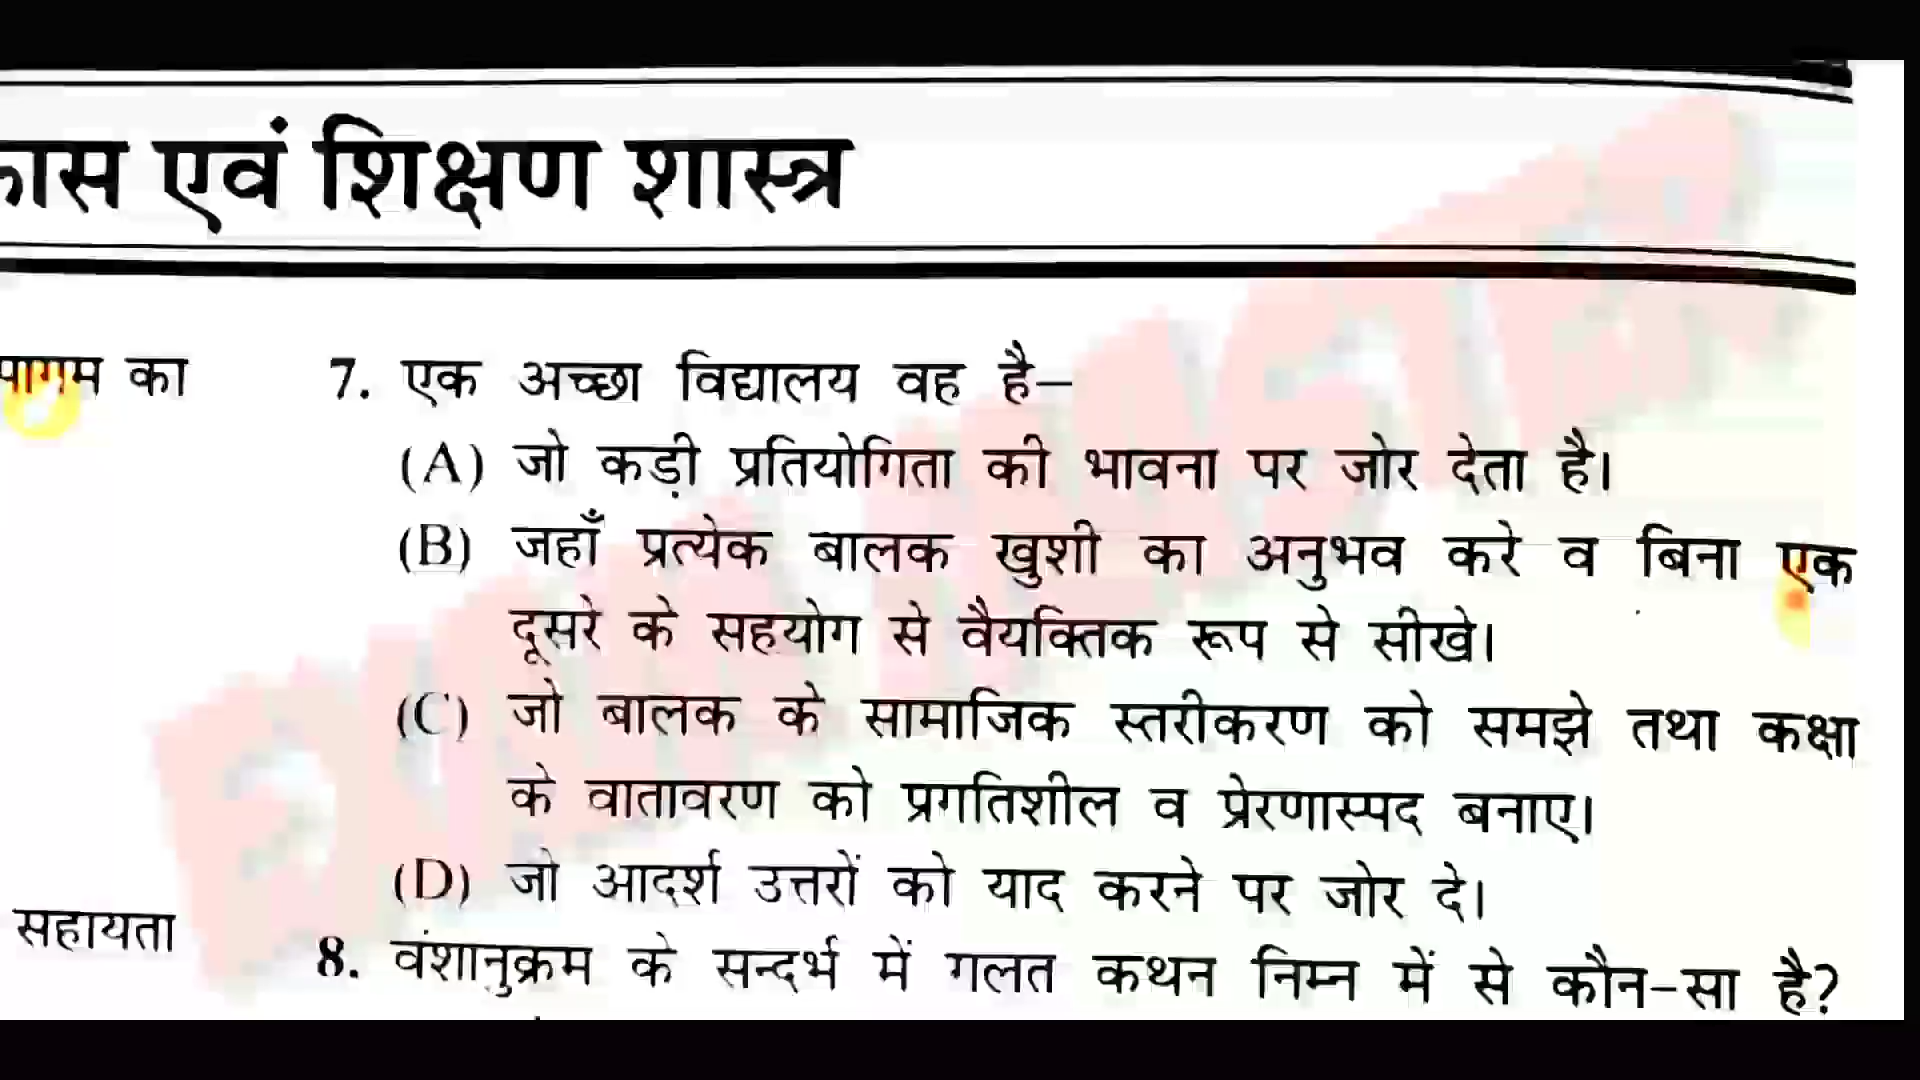 एवं शिक्षण शास्त्र
का
7. एक अच्छा विद्यालय वह है–
(A) जो कड़ी प्रतियोगिता की भावना पर जोर देता है।
(B) जहाँ प्रत्येक बालक खुशी का अनुभव करे व बिना एक
दूसरे के सहयोग से वैयक्तिक रूप से सीखे।
(C) जो बालक के सामाजिक स्तरीकरण को समझे तथा कक्षा
के वातावरण को प्रगतिशील व प्रेरणास्पद बनाए।
(D) जो आदर्श उत्तरों को याद करने पर जोर दे।
सहायता
8. वंशानुक्रम के सन्दर्भ में गलत कथन निम्न में से कौन-सा है?